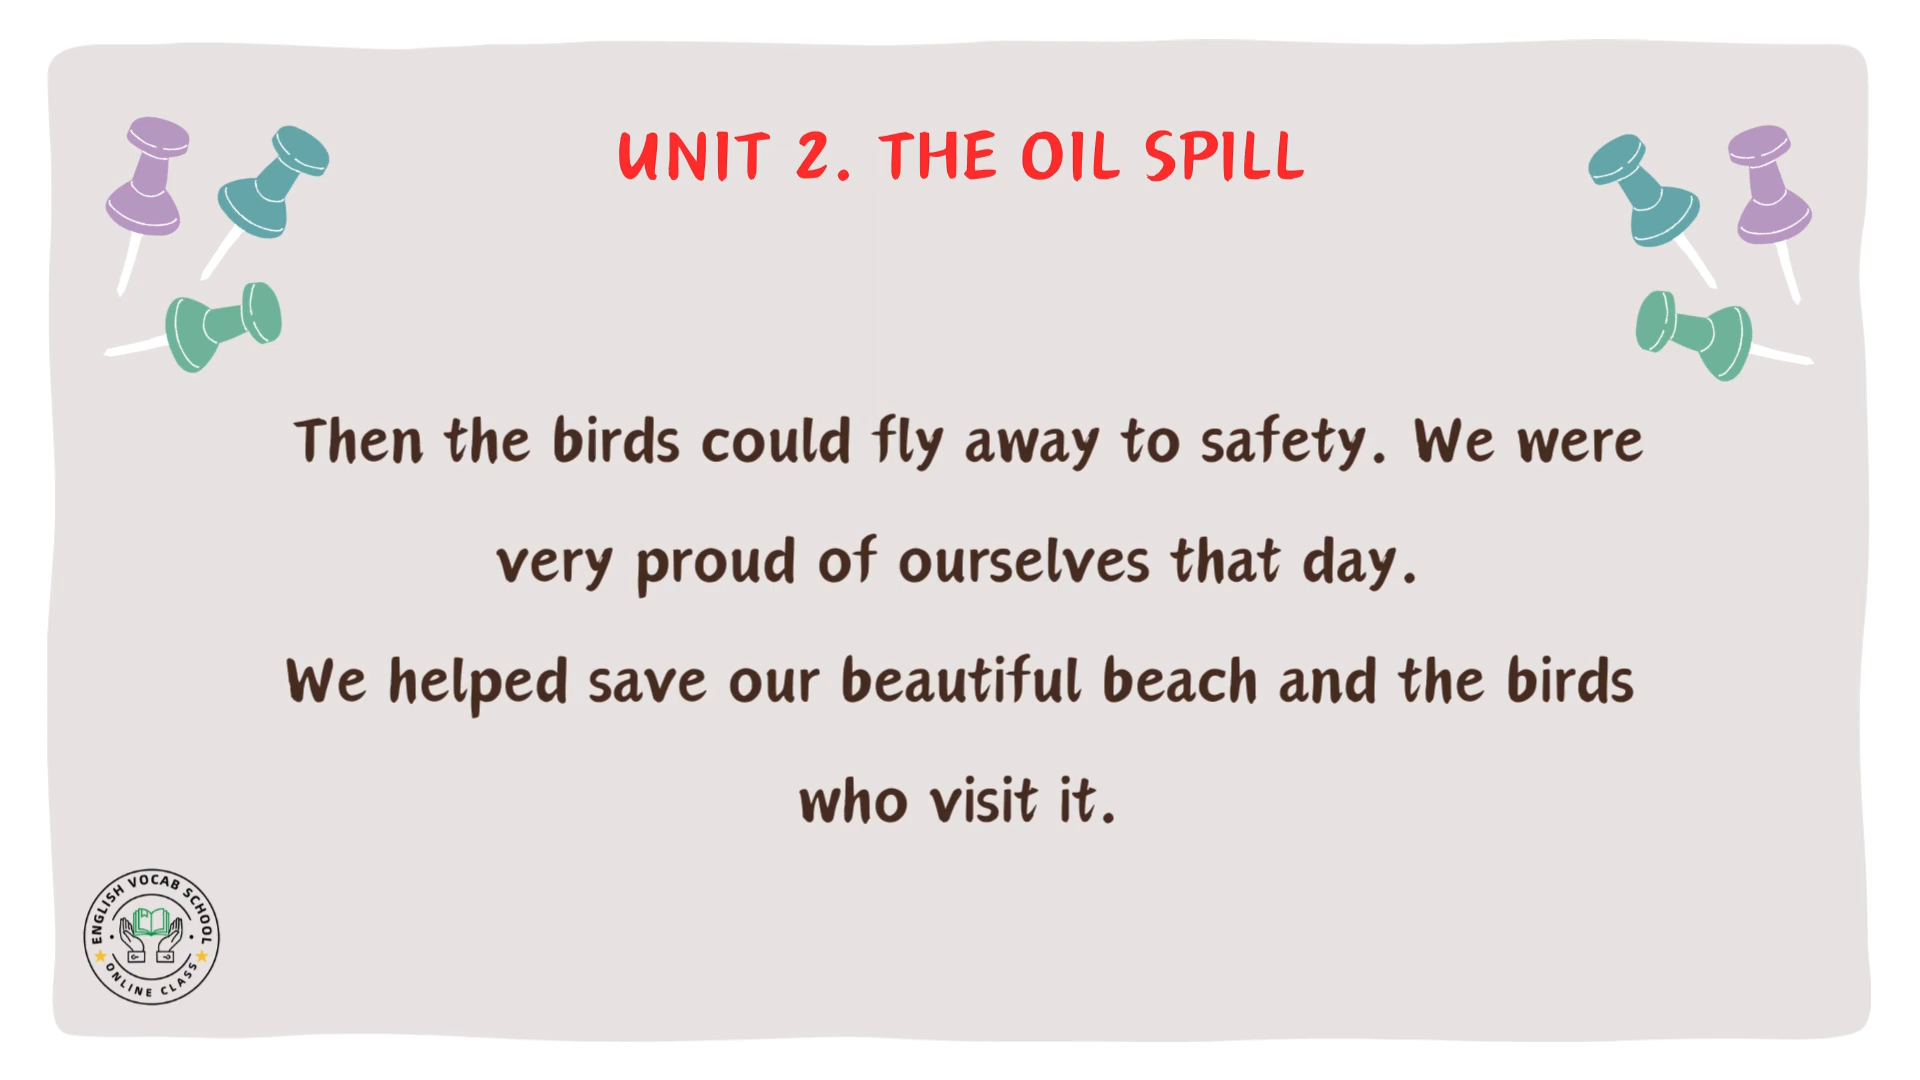 UNIT 2. THE OIL SPILL
Then the birds could fly away to safety. We were
very proud of ourselves that day.
We helped save our beautiful beach and the birds
who visit it.
ENGLISH VOCAB SCHOOL
ONLINE CLASS